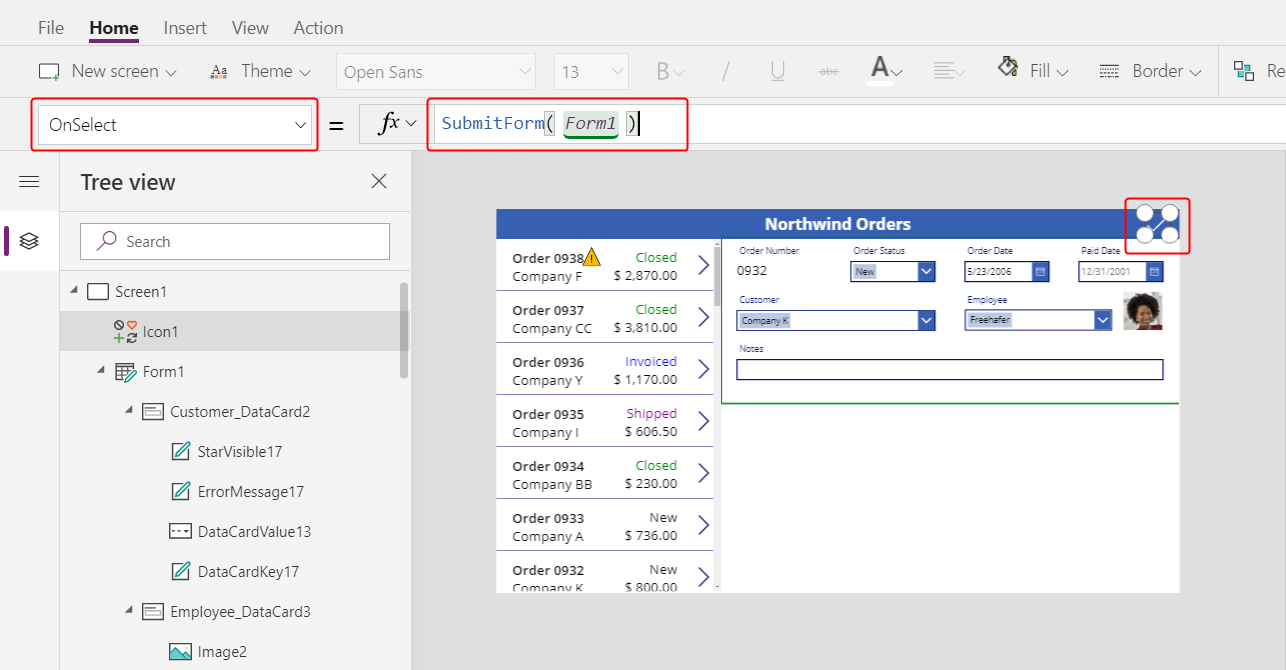 File Home Insert View Action
New screen Aa Theme Open Sans 13 B / U abc A Fill Border Re
OnSelect = fx SubmitForm( Form1 )
Tree view
Search
Screen1
Icon1
Form1
Customer_DataCard2
StarVisible17
ErrorMessage17
DataCardValue13
DataCardKey17
Employee_DataCard3
Image2
Northwind Orders
Order 0938 Closed
Company F $ 2,870.00
Order 0937 Closed
Company CC $ 3,810.00
Order 0936 Invoiced
Company Y $ 1,170.00
Order 0935 Shipped
Company I $ 606.50
Order 0934 Closed
Company BB $ 230.00
Order 0933 New
Company A $ 736.00
Order 0932 New
Company K $ 800.00
Order Number Order Status Order Date Paid Date
0932 New 5/23/2006 12/31/2001
Customer Employee
Company K Freehafer
Notes